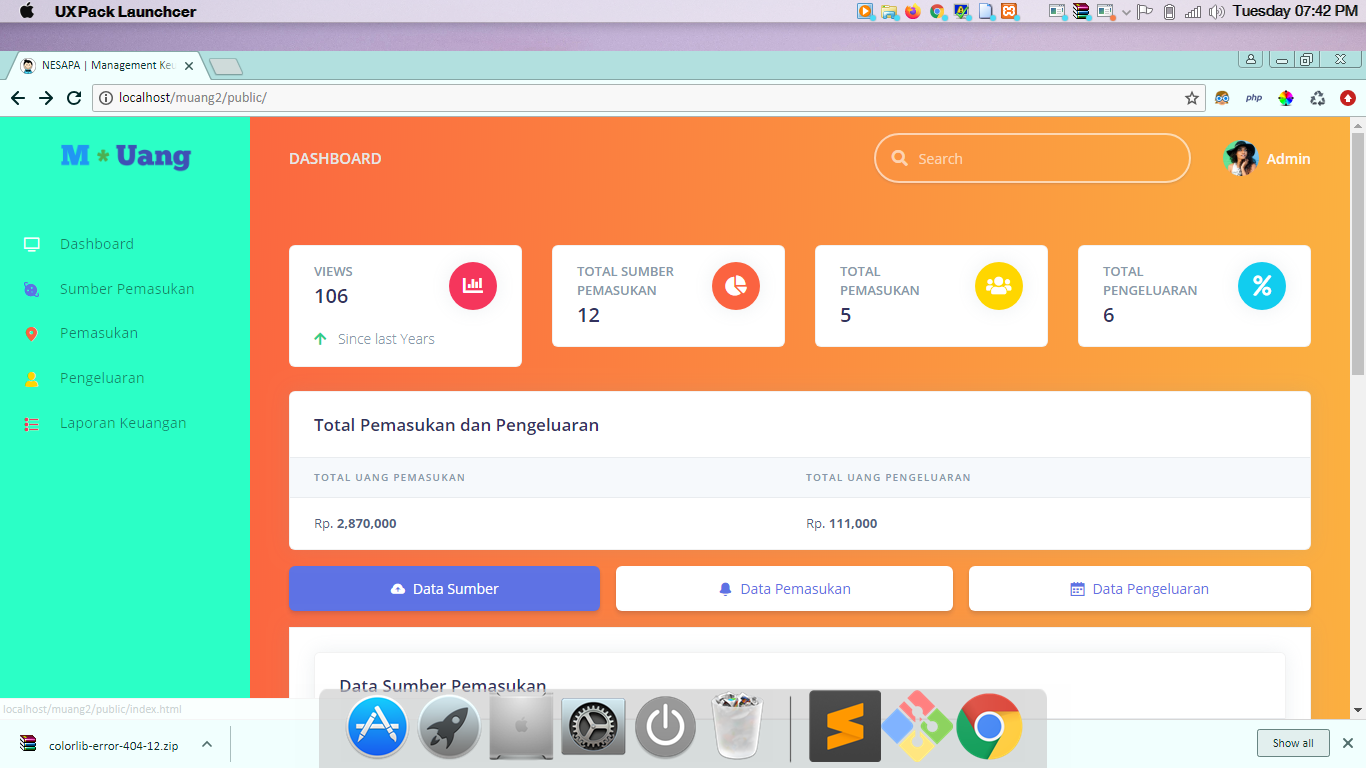 UXPack Launchcer
Tuesday 07:42 PM
NESAPA | Management Keu
localhost/muang2/public/
php
M * Uang
DASHBOARD
Search
Admin
Dashboard
Sumber Pemasukan
Pemasukan
Pengeluaran
Laporan Keuangan
VIEWS
106
Since last Years
TOTAL SUMBER
PEMASUKAN
12
TOTAL
PEMASUKAN
5
TOTAL
PENGELUARAN
6
Total Pemasukan dan Pengeluaran
TOTAL UANG PEMASUKAN
TOTAL UANG PENGELUARAN
Rp. 2,870,000
Rp. 111,000
Data Sumber
Data Pemasukan
Data Pengeluaran
Data Sumber Pemasukan
localhost/muang2/public/index.html
colorlib-error-404-12.zip
Show all